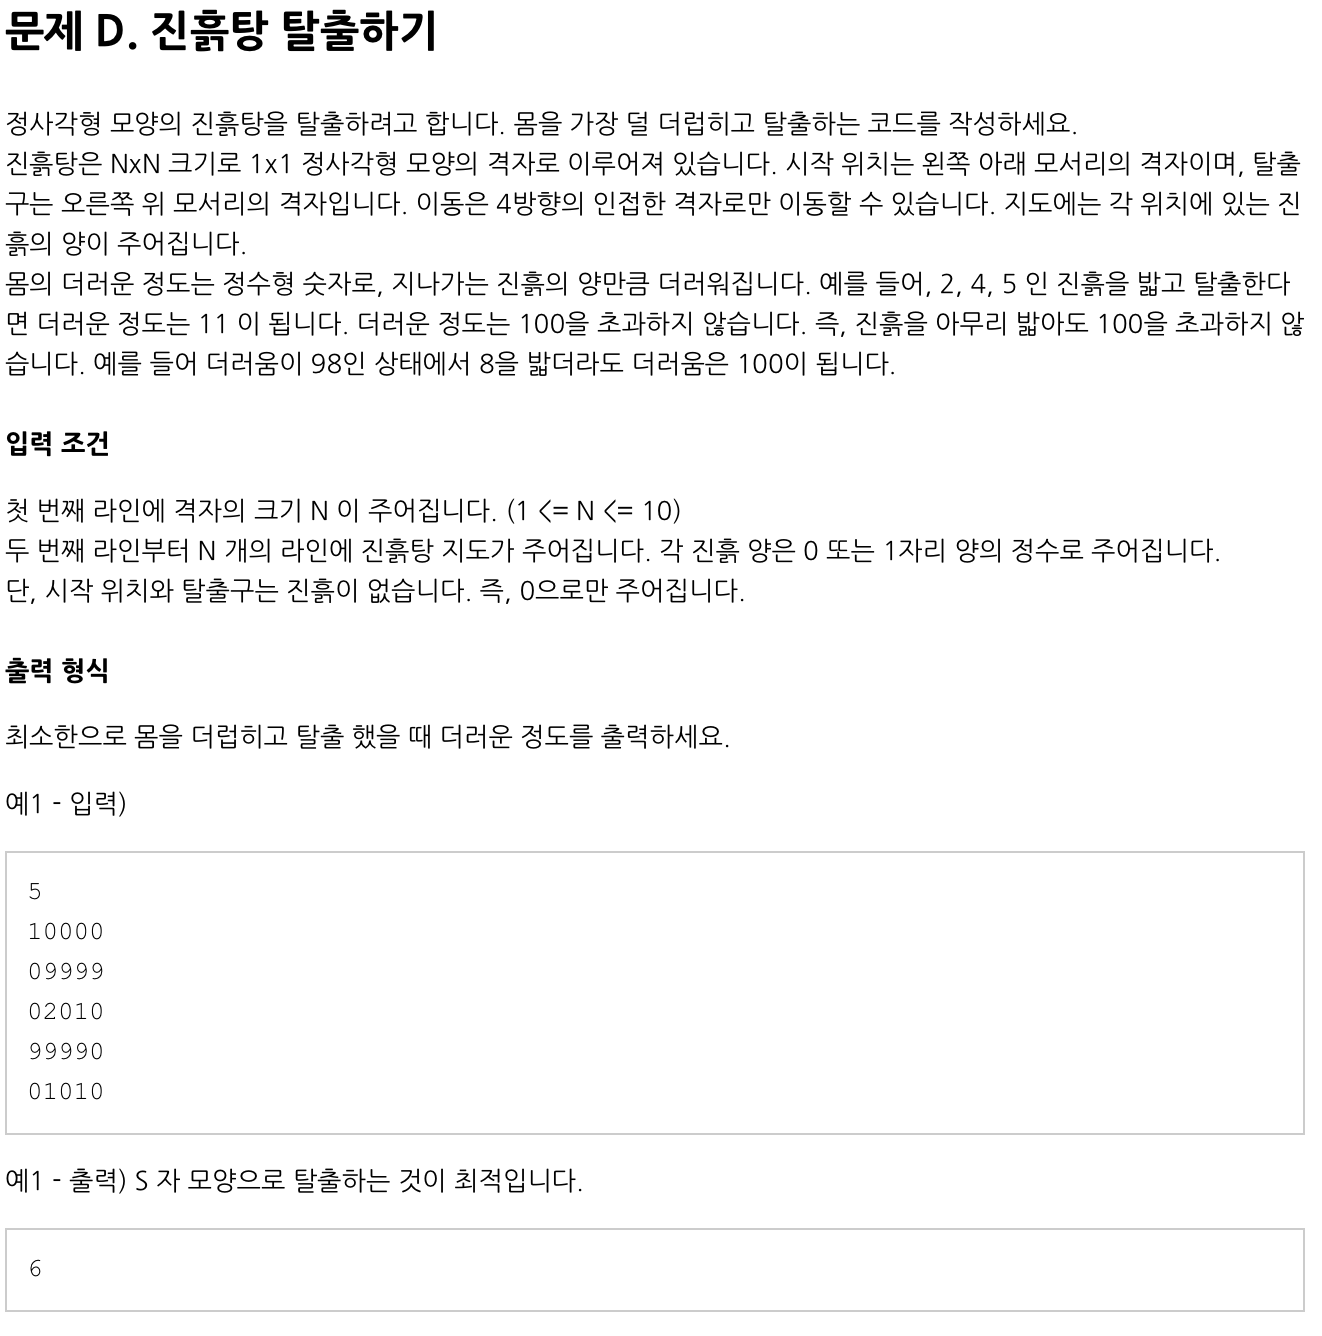 문제 D. 진흙탕 탈출하기
정사각형 모양의 진흙탕을 탈출하려고 합니다. 몸을 가장 덜 더럽히고 탈출하는 코드를 작성하세요.
진흙탕은 NxN 크기로 1x1 정사각형 모양의 격자로 이루어져 있습니다. 시작 위치는 왼쪽 아래 모서리의 격자이며, 탈출
구는 오른쪽 위 모서리의 격자입니다. 이동은 4방향의 인접한 격자로만 이동할 수 있습니다. 지도에는 각 위치에 있는 진
흙의 양이 주어집니다.
몸의 더러운 정도는 정수형 숫자로, 지나가는 진흙의 양만큼 더러워집니다. 예를 들어, 2, 4, 5 인 진흙을 밟고 탈출한다
면 더러운 정도는 11 이 됩니다. 더러운 정도는 100을 초과하지 않습니다. 즉, 진흙을 아무리 밟아도 100을 초과하지 않
습니다. 예를 들어 더러움이 98인 상태에서 8을 밟더라도 더러움은 100이 됩니다.
입력 조건
첫 번째 라인에 격자의 크기 N 이 주어집니다. (1 <= N <= 10)
두 번째 라인부터 N 개의 라인에 진흙탕 지도가 주어집니다. 각 진흙 양은 0 또는 1자리 양의 정수로 주어집니다.
단, 시작 위치와 탈출구는 진흙이 없습니다. 즉, 0으로만 주어집니다.
출력 형식
최소한으로 몸을 더럽히고 탈출 했을 때 더러운 정도를 출력하세요.
예1 - 입력)
5
10000
09999
02010
99990
01010
예1 - 출력) S 자 모양으로 탈출하는 것이 최적입니다.
6